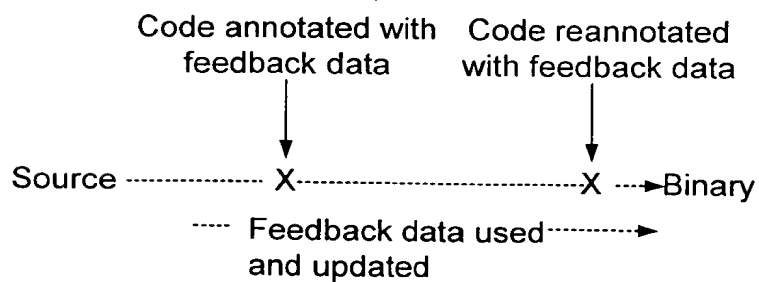 Code annotated with
feedback data
Code reannotated
with feedback data
Source X X Binary
Feedback data used
and updated